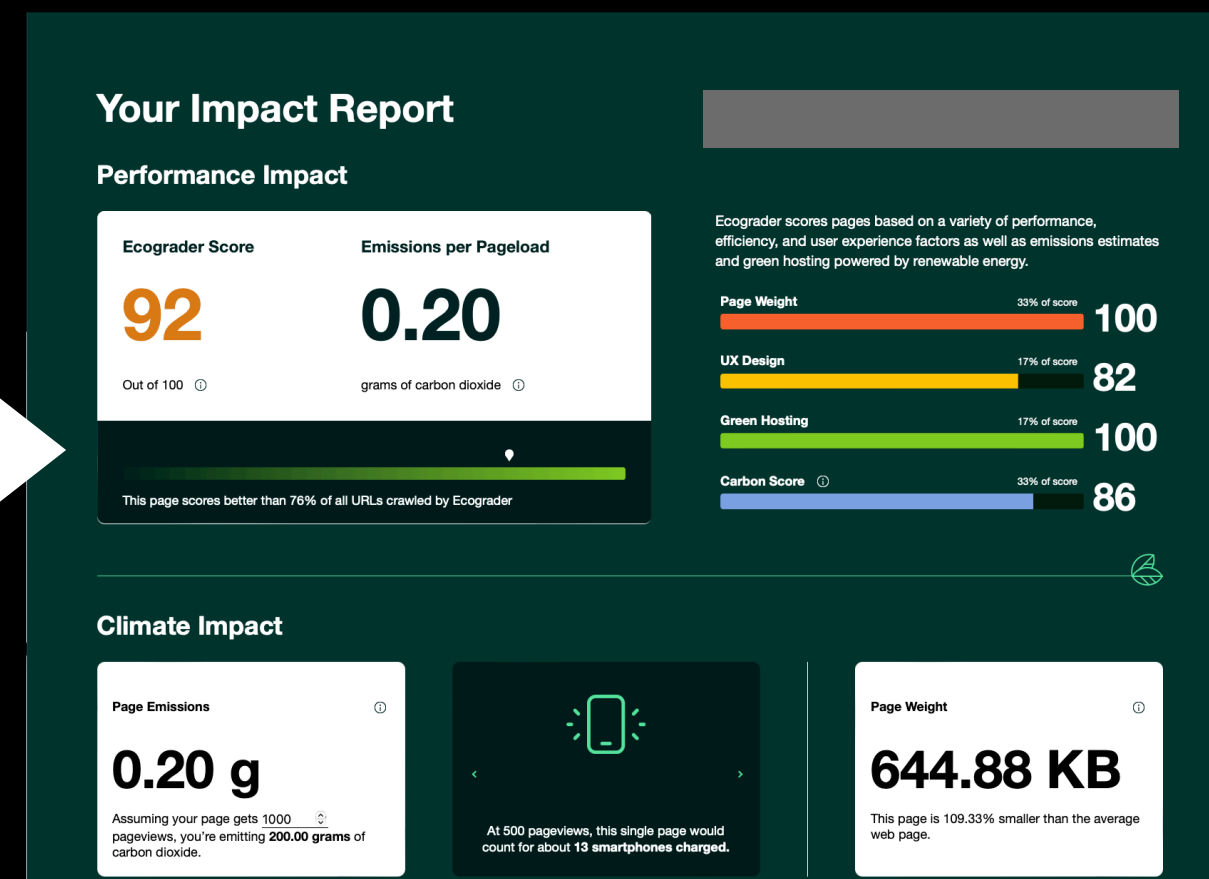 Your Impact Report
Performance Impact
Ecograder Score
92
Out of 100
Emissions per Pageload
0.20
grams of carbon dioxide
This page scores better than 76% of all URLs crawled by Ecograder
Ecograder scores pages based on a variety of performance,
efficiency, and user experience factors as well as emissions estimates
and green hosting powered by renewable energy.
Page Weight 33% of score 100
UX Design 17% of score 82
Green Hosting 17% of score 100
Carbon Score 33% of score 86
Climate Impact
Page Emissions
0.20 g
Assuming your page gets 1000
pageviews, you're emitting 200.00 grams of
carbon dioxide.
At 500 pageviews, this single page would
count for about 13 smartphones charged.
Page Weight
644.88 KB
This page is 109.33% smaller than the average
web page.